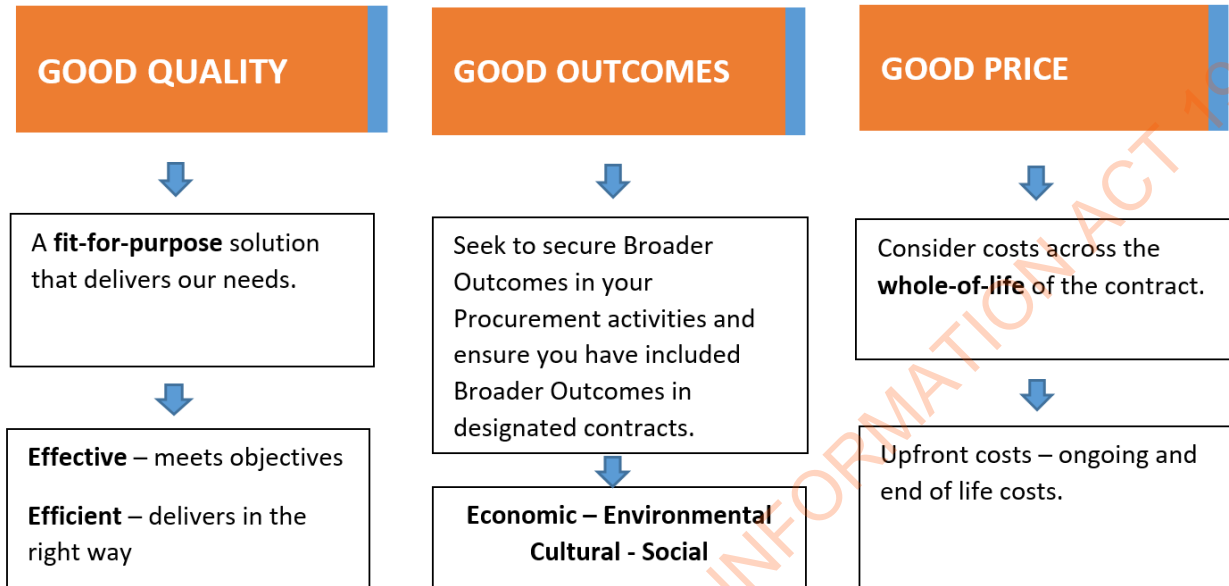 GOOD QUALITY
A fit-for-purpose solution
that delivers our needs.
Effective – meets objectives
Efficient – delivers in the
right way
GOOD OUTCOMES
Seek to secure Broader
Outcomes in your
Procurement activities and
ensure you have included
Broader Outcomes in
designated contracts.
Economic – Environmental
Cultural - Social
GOOD PRICE
Consider costs across the
whole-of-life of the contract.
Upfront costs – ongoing and
end of life costs.
INFORMATION ACT